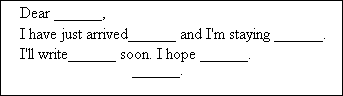 Dear ______,
I have just arrived______ and I'm staying ______.
I'll write______ soon. I hope ______.
______.